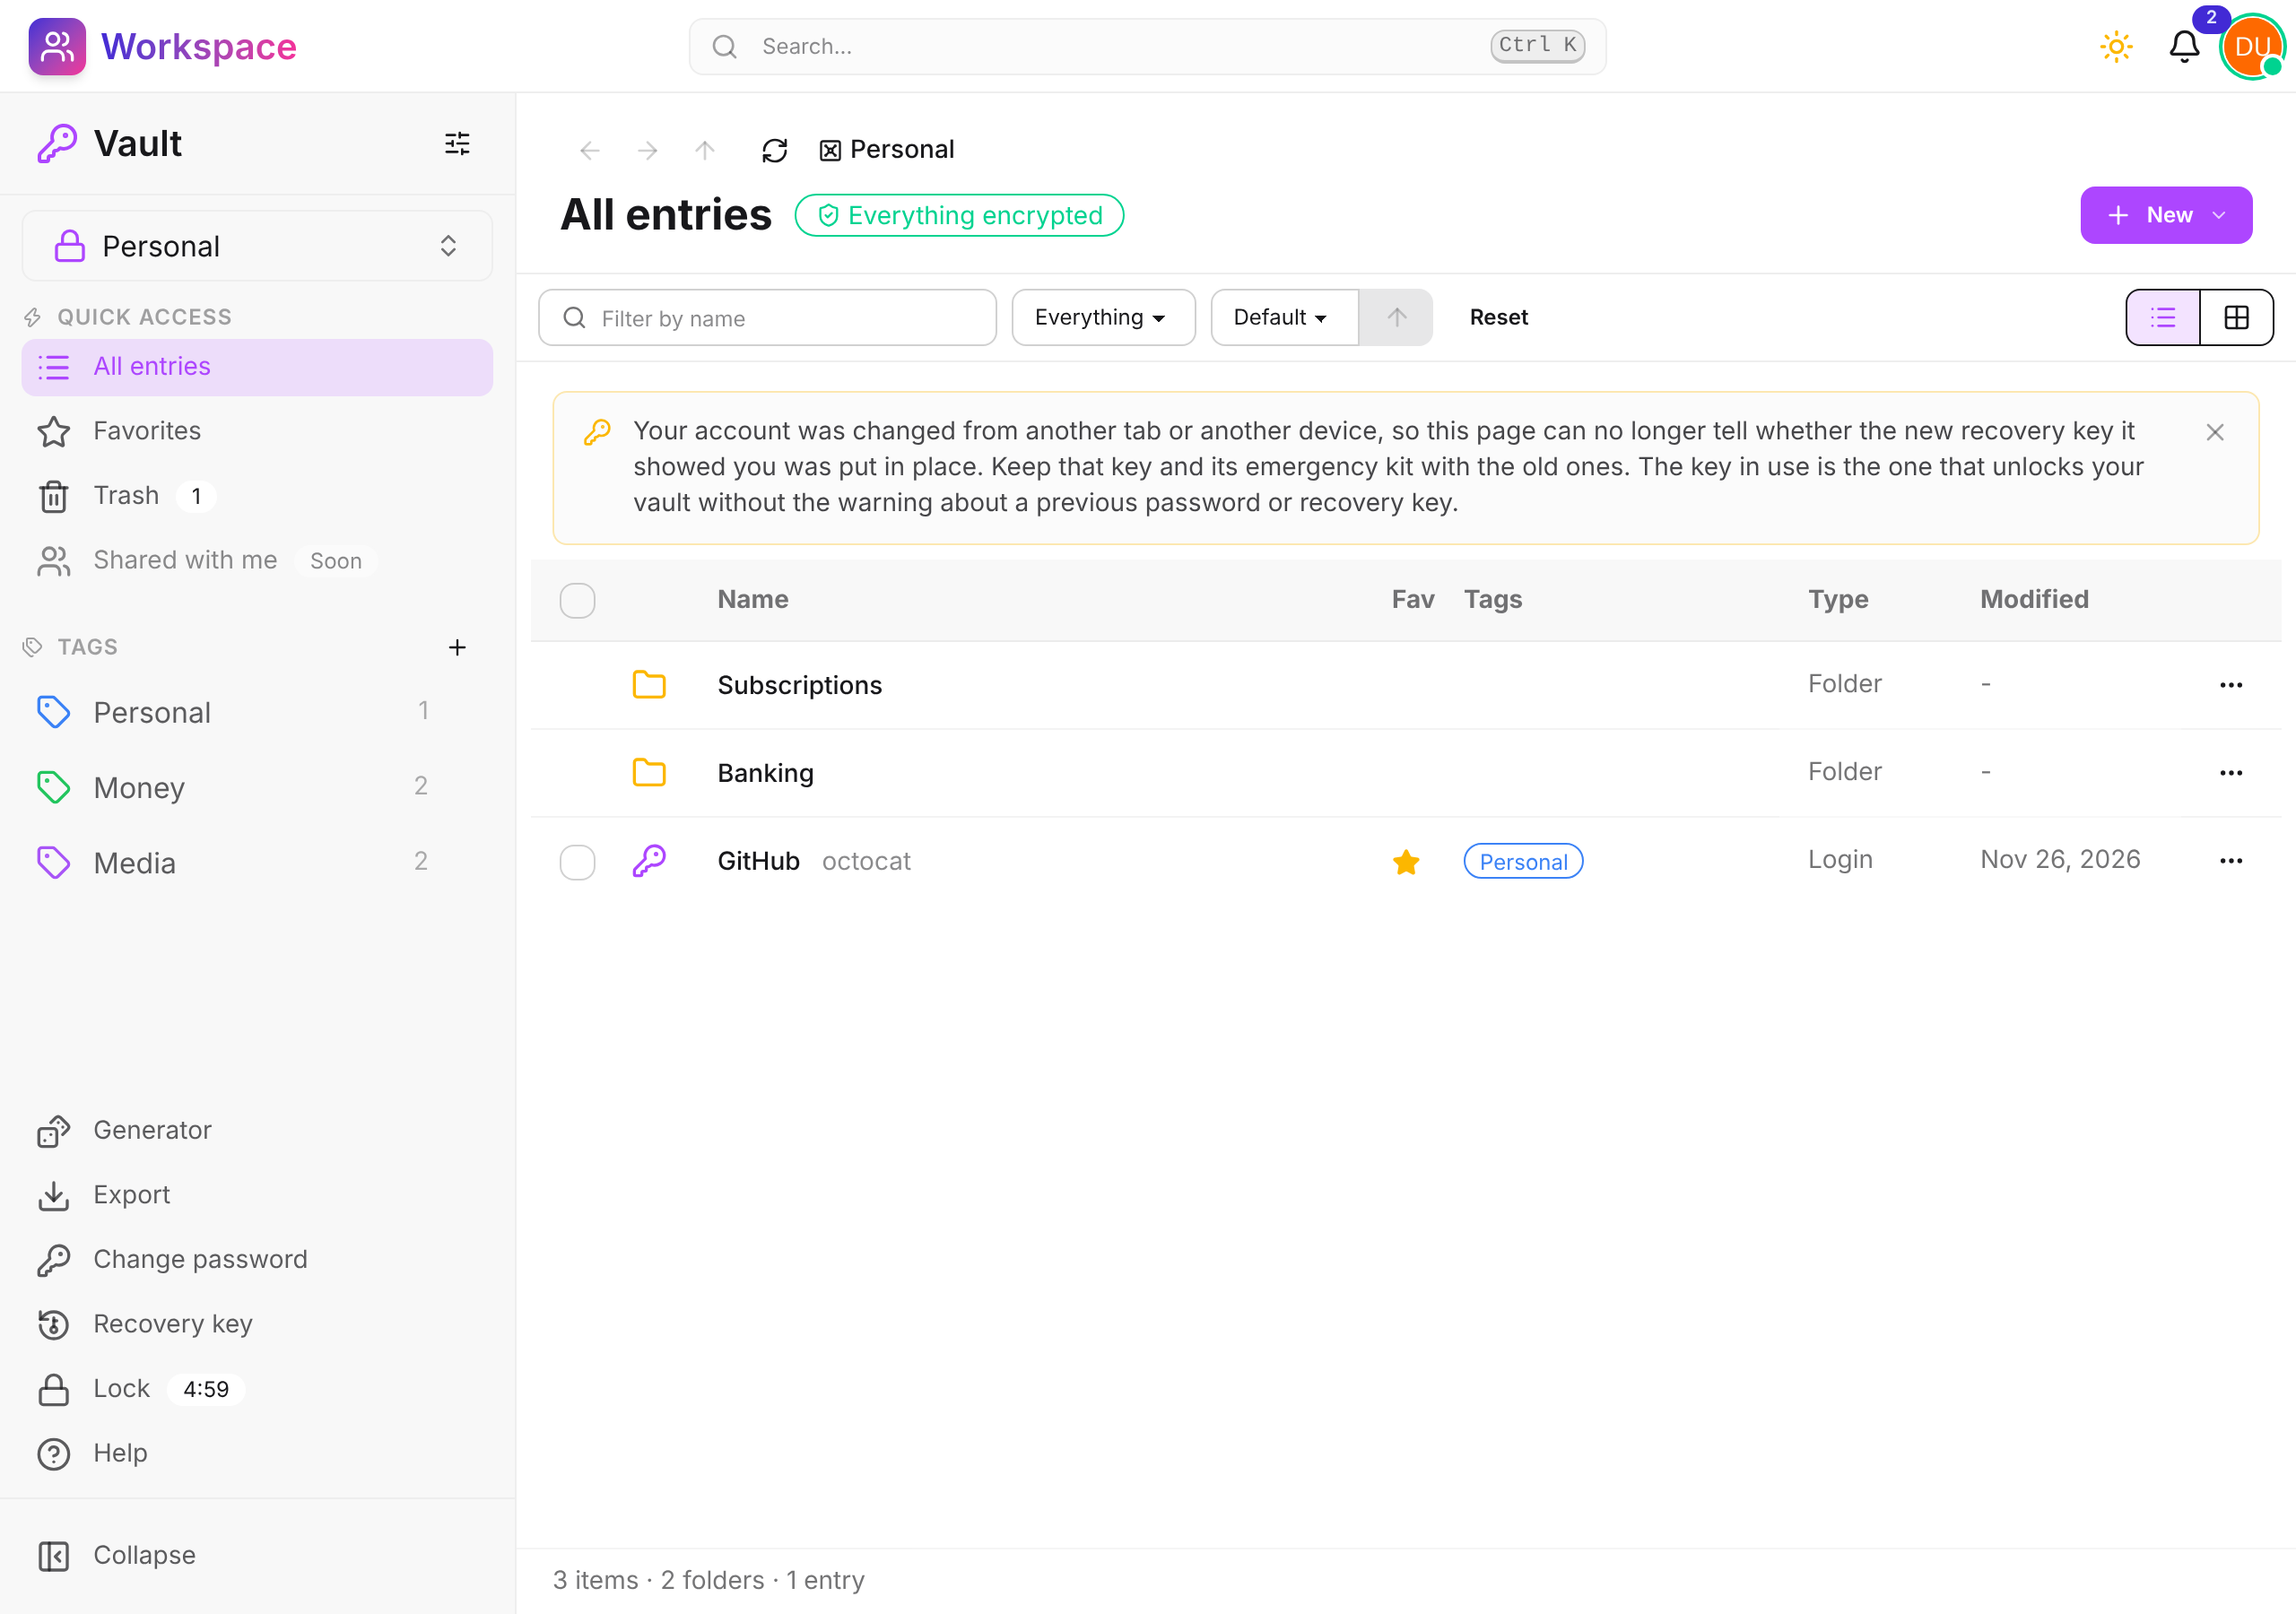 Workspace
Search...
Ctrl K
2
DU
Vault
Personal
QUICK ACCESS
All entries
Favorites
Trash 1
Shared with me Soon
TAGS
Personal 1
Money 2
Media 2
Generator
Export
Change password
Recovery key
Lock 4:59
Help
Collapse
Personal
All entries
Everything encrypted
New
Filter by name
Everything
Default
Reset
Your account was changed from another tab or another device, so this page can no longer tell whether the new recovery key it
showed you was put in place. Keep that key and its emergency kit with the old ones. The key in use is the one that unlocks your
vault without the warning about a previous password or recovery key.
Name Fav Tags Type Modified
Subscriptions Folder -
Banking Folder -
GitHub octocat Personal Login Nov 26, 2026
3 items · 2 folders · 1 entry